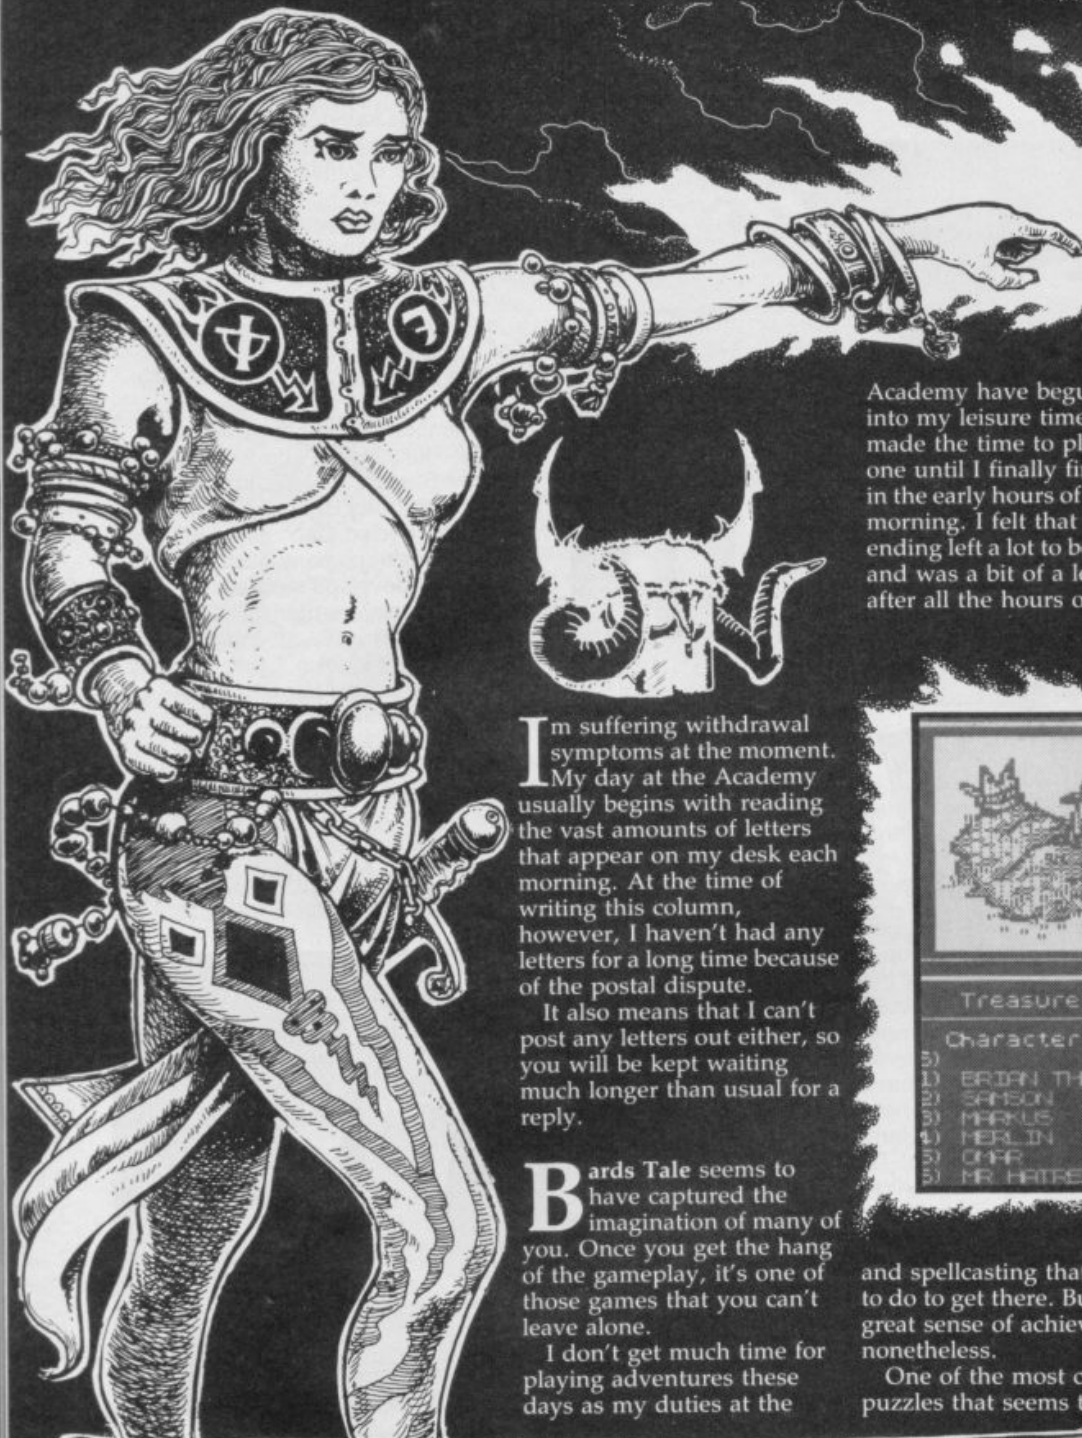 Im suffering withdrawal
symptoms at the moment.
My day at the Academy
usually begins with reading
the vast amounts of letters
that appear on my desk each
morning. At the time of
writing this column,
however, I haven't had any
letters for a long time because
of the postal dispute.
It also means that I can't
post any letters out either, so
you will be kept waiting
much longer than usual for a
reply.
Bards Tale seems to
have captured the
imagination of many of
you. Once you get the hang
of the gameplay, it's one of
those games that you can't
leave alone.
I don't get much time for
playing adventures these
days as my duties at the
Academy have begu
into my leisure time
made the time to pl
one until I finally fi
in the early hours of
morning. I felt that
ending left a lot to b
and was a bit of a le
after all the hours o
Treasure
Character
5)
1) BRIAN TH
2) SAMSON
3) MARKUS
4) MERLIN
5) OMAR
6) MR HATRE
and spellcasting tha
to do to get there. Bu
great sense of achiev
nonetheless.
One of the most c
puzzles that seems t